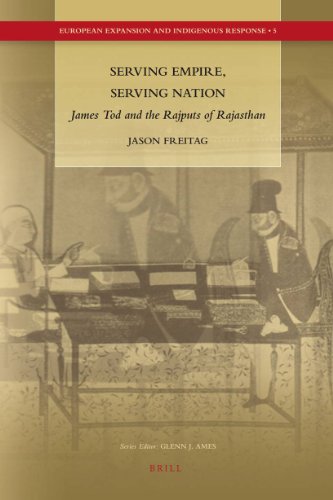 EUROPEAN EXPANSION AND INDIGENOUS RESPONSE • 5
SERVING EMPIRE,
SERVING NATION
James Tod and the Rajputs of Rajasthan
JASON FREITAG
Series Editor: GLENN J. AMES
BRILL